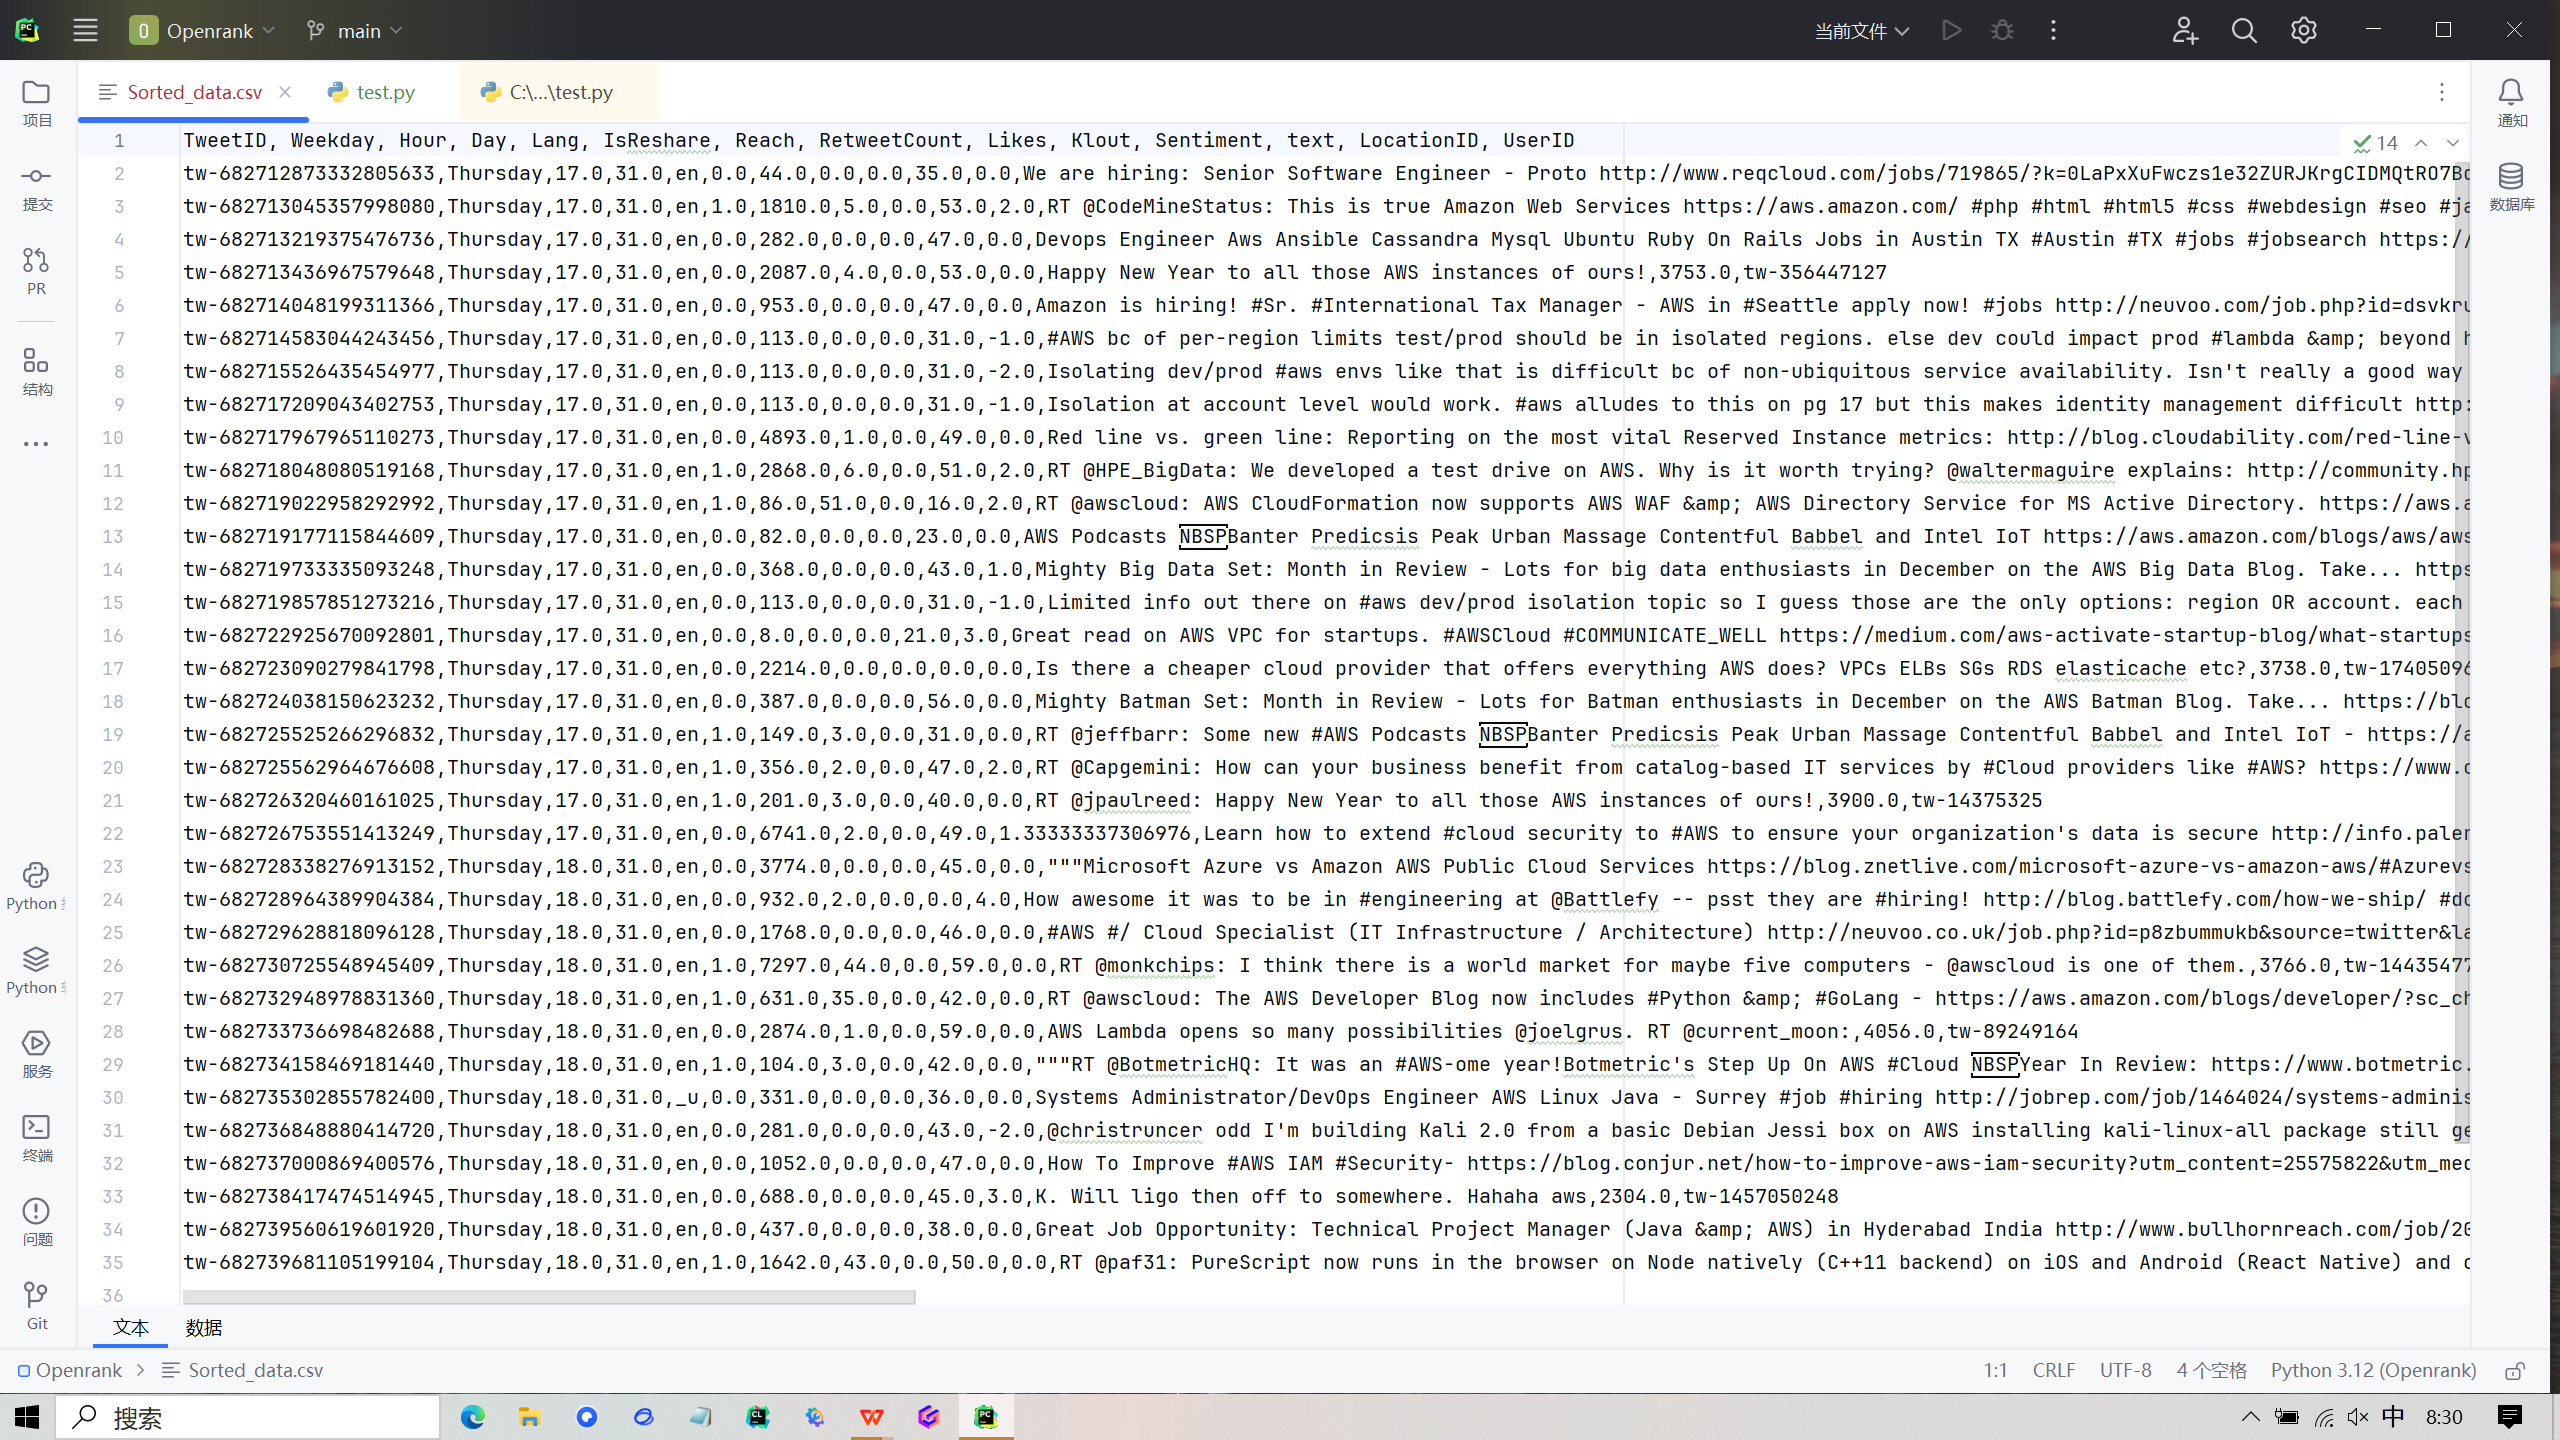 Openrank
main
当前文件
项目
提交
PR
结构
Python
Python
服务
终端
问题
Git
Sorted_data.csv
test.py
C:\...\test.py
通知
数据库
14
1 TweetID, Weekday, Hour, Day, Lang, IsReshare, Reach, RetweetCount, Likes, Klout, Sentiment, text, LocationID, UserID
2 tw-682712873332805633,Thursday,17.0,31.0,en,0.0,44.0,0.0,0.0,35.0,0.0,We are hiring: Senior Software Engineer - Proto http://www.reqcloud.com/jobs/719865/?k=0LaPxXuFwczs1e32ZURJKrgCIDMQtRO7B
3 tw-682713045357998080,Thursday,17.0,31.0,en,1.0,1810.0,5.0,0.0,53.0,2.0,RT @CodeMineStatus: This is true Amazon Web Services https://aws.amazon.com/ #php #html #html5 #css #webdesign #seo #ja
4 tw-682713219375476736,Thursday,17.0,31.0,en,0.0,282.0,0.0,0.0,47.0,0.0,Devops Engineer Aws Ansible Cassandra Mysql Ubuntu Ruby On Rails Jobs in Austin TX #Austin #TX #jobs #jobsearch https://
5 tw-682713436967579648,Thursday,17.0,31.0,en,0.0,2087.0,4.0,0.0,53.0,0.0,Happy New Year to all those AWS instances of ours!,3753.0,tw-356447127
6 tw-682714048199311366,Thursday,17.0,31.0,en,0.0,953.0,0.0,0.0,47.0,0.0,Amazon is hiring! #Sr. #International Tax Manager - AWS in #Seattle apply now! #jobs http://neuvoo.com/job.php?id=dsvkru
7 tw-682714583044243456,Thursday,17.0,31.0,en,0.0,113.0,0.0,0.0,31.0,-1.0,#AWS bc of per-region limits test/prod should be in isolated regions. else dev could impact prod #lambda &amp; beyond h
8 tw-682715526435454977,Thursday,17.0,31.0,en,0.0,113.0,0.0,0.0,31.0,-2.0,Isolating dev/prod #aws envs like that is difficult bc of non-ubiquitous service availability. Isn't really a good way
9 tw-682717209043402753,Thursday,17.0,31.0,en,0.0,113.0,0.0,0.0,31.0,-1.0,Isolation at account level would work. #aws alludes to this on pg 17 but this makes identity management difficult http:
10 tw-682717967965110273,Thursday,17.0,31.0,en,0.0,4893.0,1.0,0.0,49.0,0.0,Red line vs. green line: Reporting on the most vital Reserved Instance metrics: http://blog.cloudability.com/red-line-v
11 tw-682718048080519168,Thursday,17.0,31.0,en,1.0,2868.0,6.0,0.0,51.0,2.0,RT @HPE_BigData: We developed a test drive on AWS. Why is it worth trying? @waltermaguire explains: http://community.hp
12 tw-682719022958292992,Thursday,17.0,31.0,en,1.0,86.0,51.0,0.0,16.0,2.0,RT @awscloud: AWS CloudFormation now supports AWS WAF &amp; AWS Directory Service for MS Active Directory. https://aws.a
13 tw-682719177115844609,Thursday,17.0,31.0,en,0.0,82.0,0.0,0.0,23.0,0.0,AWS Podcasts NBSPBanter Predicsis Peak Urban Massage Contentful Babbel and Intel IoT https://aws.amazon.com/blogs/aws/aws
14 tw-682719733335093248,Thursday,17.0,31.0,en,0.0,368.0,0.0,0.0,43.0,1.0,Mighty Big Data Set: Month in Review - Lots for big data enthusiasts in December on the AWS Big Data Blog. Take... https
15 tw-682719857851273216,Thursday,17.0,31.0,en,0.0,113.0,0.0,0.0,31.0,-1.0,Limited info out there on #aws dev/prod isolation topic so I guess those are the only options: region OR account. each
16 tw-682722925670092801,Thursday,17.0,31.0,en,0.0,8.0,0.0,0.0,21.0,3.0,Great read on AWS VPC for startups. #AWSCloud #COMMUNICATE_WELL https://medium.com/aws-activate-startup-blog/what-startups
17 tw-682723090279841798,Thursday,17.0,31.0,en,0.0,2214.0,0.0,0.0,0.0,0.0,Is there a cheaper cloud provider that offers everything AWS does? VPCs ELBs SGs RDS elasticache etc?,3738.0,tw-17405096
18 tw-682724038150623232,Thursday,17.0,31.0,en,0.0,387.0,0.0,0.0,56.0,0.0,Mighty Batman Set: Month in Review - Lots for Batman enthusiasts in December on the AWS Batman Blog. Take... https://blo
19 tw-682725525266296832,Thursday,17.0,31.0,en,1.0,149.0,3.0,0.0,31.0,0.0,RT @jeffbarr: Some new #AWS Podcasts NBSPBanter Predicsis Peak Urban Massage Contentful Babbel and Intel IoT - https://a
20 tw-682725562964676608,Thursday,17.0,31.0,en,1.0,356.0,2.0,0.0,47.0,2.0,RT @Capgemini: How can your business benefit from catalog-based IT services by #Cloud providers like #AWS? https://www.c
21 tw-682726320460161025,Thursday,17.0,31.0,en,1.0,201.0,3.0,0.0,40.0,0.0,RT @jpaulreed: Happy New Year to all those AWS instances of ours!,3900.0,tw-14375325
22 tw-682726753551413249,Thursday,17.0,31.0,en,0.0,6741.0,2.0,0.0,49.0,1.33333337306976,Learn how to extend #cloud security to #AWS to ensure your organization's data is secure http://info.paler
23 tw-682728338276913152,Thursday,18.0,31.0,en,0.0,3774.0,0.0,0.0,45.0,0.0,"""Microsoft Azure vs Amazon AWS Public Cloud Services https://blog.znetlive.com/microsoft-azure-vs-amazon-aws/#Azurevs
24 tw-682728964389904384,Thursday,18.0,31.0,en,0.0,932.0,2.0,0.0,0.0,4.0,How awesome it was to be in #engineering at @Battlefy -- psst they are #hiring! http://blog.battlefy.com/how-we-ship/ #do
25 tw-682729628818096128,Thursday,18.0,31.0,en,0.0,1768.0,0.0,0.0,46.0,0.0,#AWS #/ Cloud Specialist (IT Infrastructure / Architecture) http://neuvoo.co.uk/job.php?id=p8zbummukb&source=twitter&la
26 tw-682730725548945409,Thursday,18.0,31.0,en,1.0,7297.0,44.0,0.0,59.0,0.0,RT @monkchips: I think there is a world market for maybe five computers - @awscloud is one of them.,3766.0,tw-14435477
27 tw-682732948978831360,Thursday,18.0,31.0,en,1.0,631.0,35.0,0.0,42.0,0.0,RT @awscloud: The AWS Developer Blog now includes #Python &amp; #GoLang - https://aws.amazon.com/blogs/developer/?sc_ch
28 tw-682733736698482688,Thursday,18.0,31.0,en,0.0,2874.0,1.0,0.0,59.0,0.0,AWS Lambda opens so many possibilities @joelgrus. RT @current_moon:,4056.0,tw-89249164
29 tw-682734158469181440,Thursday,18.0,31.0,en,1.0,104.0,3.0,0.0,42.0,0.0,"""RT @BotmetricHQ: It was an #AWS-ome year!Botmetric's Step Up On AWS #Cloud NBSPYear In Review: https://www.botmetric.
30 tw-682735302855782400,Thursday,18.0,31.0,_u,0.0,331.0,0.0,0.0,36.0,0.0,Systems Administrator/DevOps Engineer AWS Linux Java - Surrey #job #hiring http://jobrep.com/job/1464024/systems-adminis
31 tw-682736848880414720,Thursday,18.0,31.0,en,0.0,281.0,0.0,0.0,43.0,-2.0,@christruncer odd I'm building Kali 2.0 from a basic Debian Jessi box on AWS installing kali-linux-all package still ge
32 tw-682737000869400576,Thursday,18.0,31.0,en,0.0,1052.0,0.0,0.0,47.0,0.0,How To Improve #AWS IAM #Security- https://blog.conjur.net/how-to-improve-aws-iam-security?utm_content=25575822&utm_med
33 tw-682738417474514945,Thursday,18.0,31.0,en,0.0,688.0,0.0,0.0,45.0,3.0,K. Will ligo then off to somewhere. Hahaha aws,2304.0,tw-1457050248
34 tw-682739560619601920,Thursday,18.0,31.0,en,0.0,437.0,0.0,0.0,38.0,0.0,Great Job Opportunity: Technical Project Manager (Java &amp; AWS) in Hyderabad India http://www.bullhornreach.com/job/20
35 tw-682739681105199104,Thursday,18.0,31.0,en,1.0,1642.0,43.0,0.0,50.0,0.0,RT @paf31: PureScript now runs in the browser on Node natively (C++11 backend) on iOS and Android (React Native) and
36
文本 数据
Openrank > Sorted_data.csv
1:1 CRLF UTF-8 4 个空格 Python 3.12 (Openrank)
搜索
中 8:30